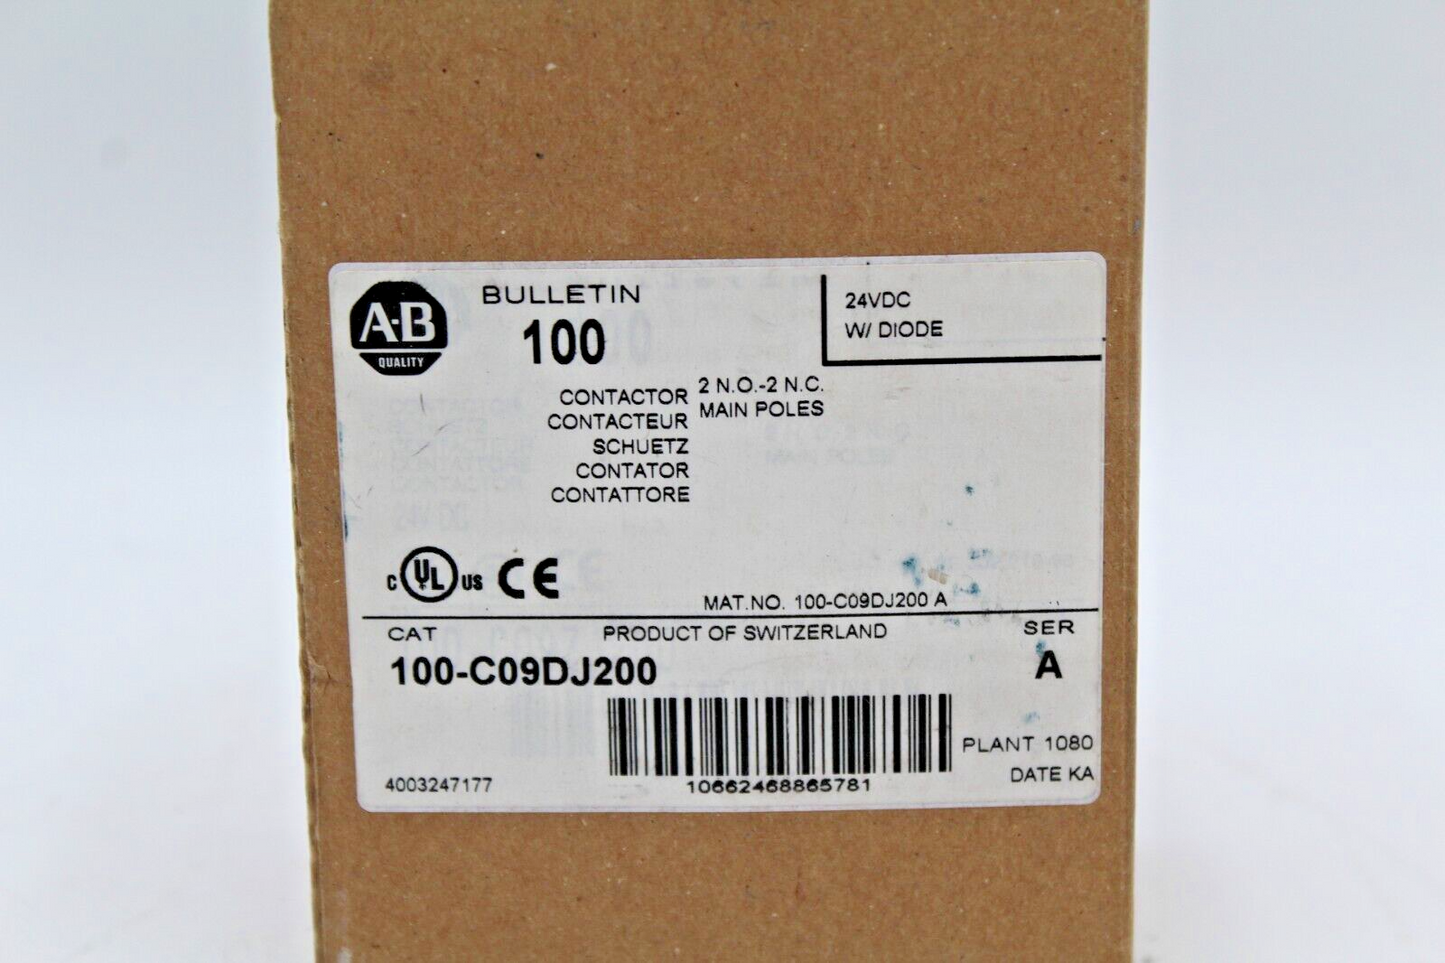 A-B
QUALITY
BULLETIN
100
24VDC
W/ DIODE
CONTACTOR
CONTACTEUR
SCHUETZ
CONTATOR
CONTATTORE
2 N.O.-2 N.C.
MAIN POLES
C UL US CE
MAT.NO. 100-C09DJ200 A
CAT
PRODUCT OF SWITZERLAND
SER
100-C09DJ200
A
PLANT 1080
DATE KA
4003247177
10662468865781